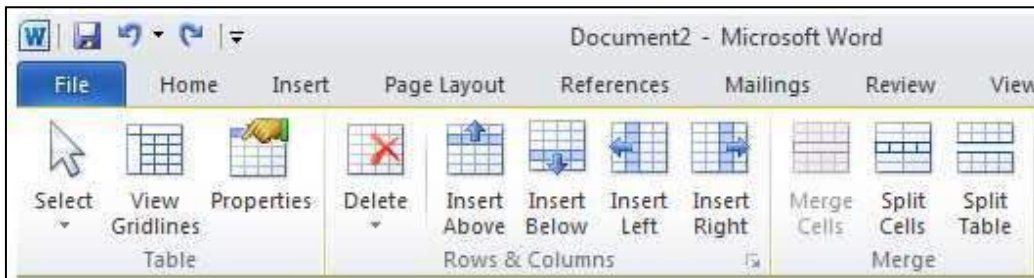 W
Document2 - Microsoft Word
File Home Insert Page Layout References Mailings Review View
Select View Gridlines Properties Delete Insert Above Insert Below Insert Left Insert Right Merge Cells Split Cells Split Table
Table Rows & Columns Merge